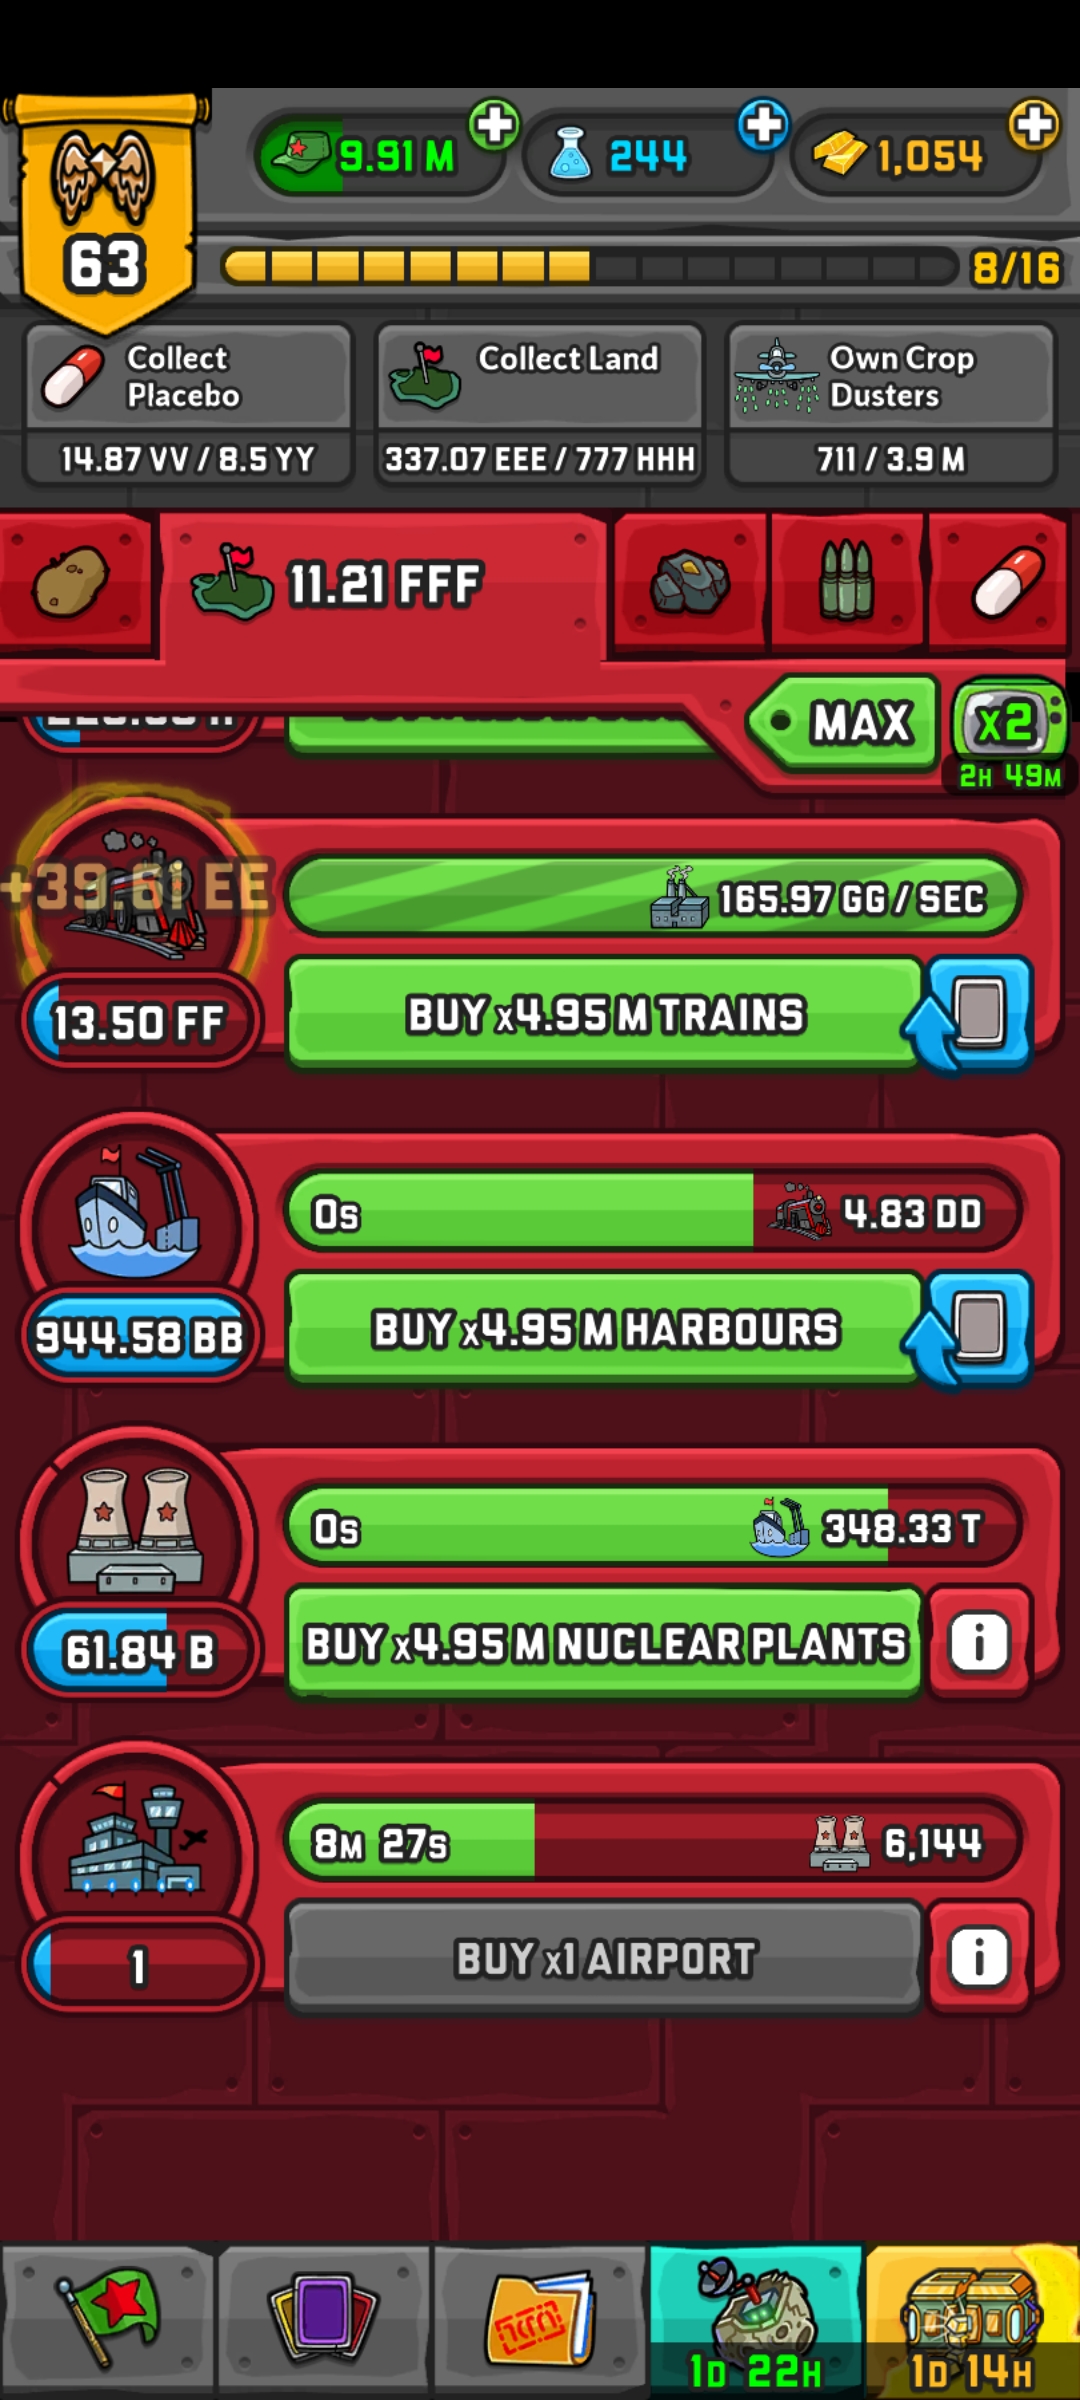 63
9.91 M
244
1,054
8/16
Collect
Placebo
14.87 VV / 8.5 YY
Collect Land
337.07 EEE / 777 HHH
Own Crop
Dusters
711 / 3.9 M
11.21 FFF
MAX
x2
2H 49M
+39.61 EE
165.97 GG / SEC
13.50 FF
BUY x4.95 M TRAINS
0s
4.83 DD
944.58 BB
BUY x4.95 M HARBOURS
0s
348.33 T
61.84 B
BUY x4.95 M NUCLEAR PLANTS
i
8M 27s
6,144
1
BUY x1 AIRPORT
i
1D 22H
1D 14H